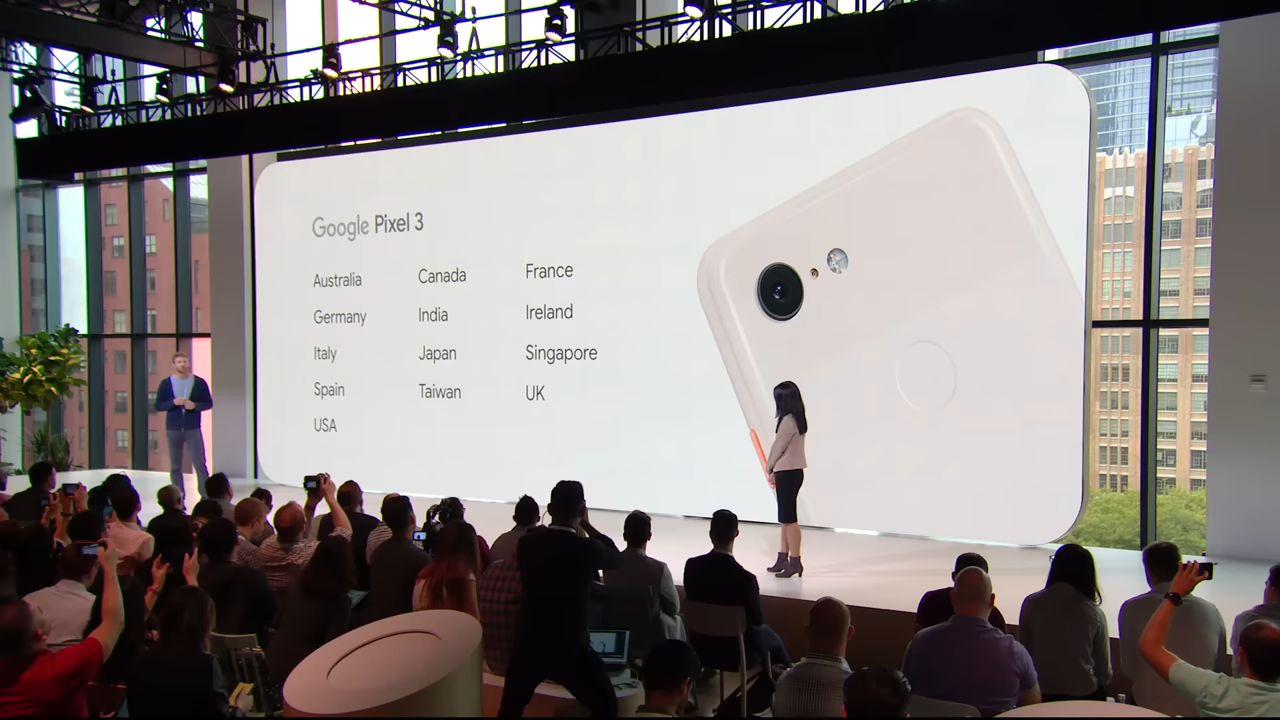 Google Pixel 3
Australia Canada France
Germany India Ireland
Italy Japan Singapore
Spain Taiwan UK
USA